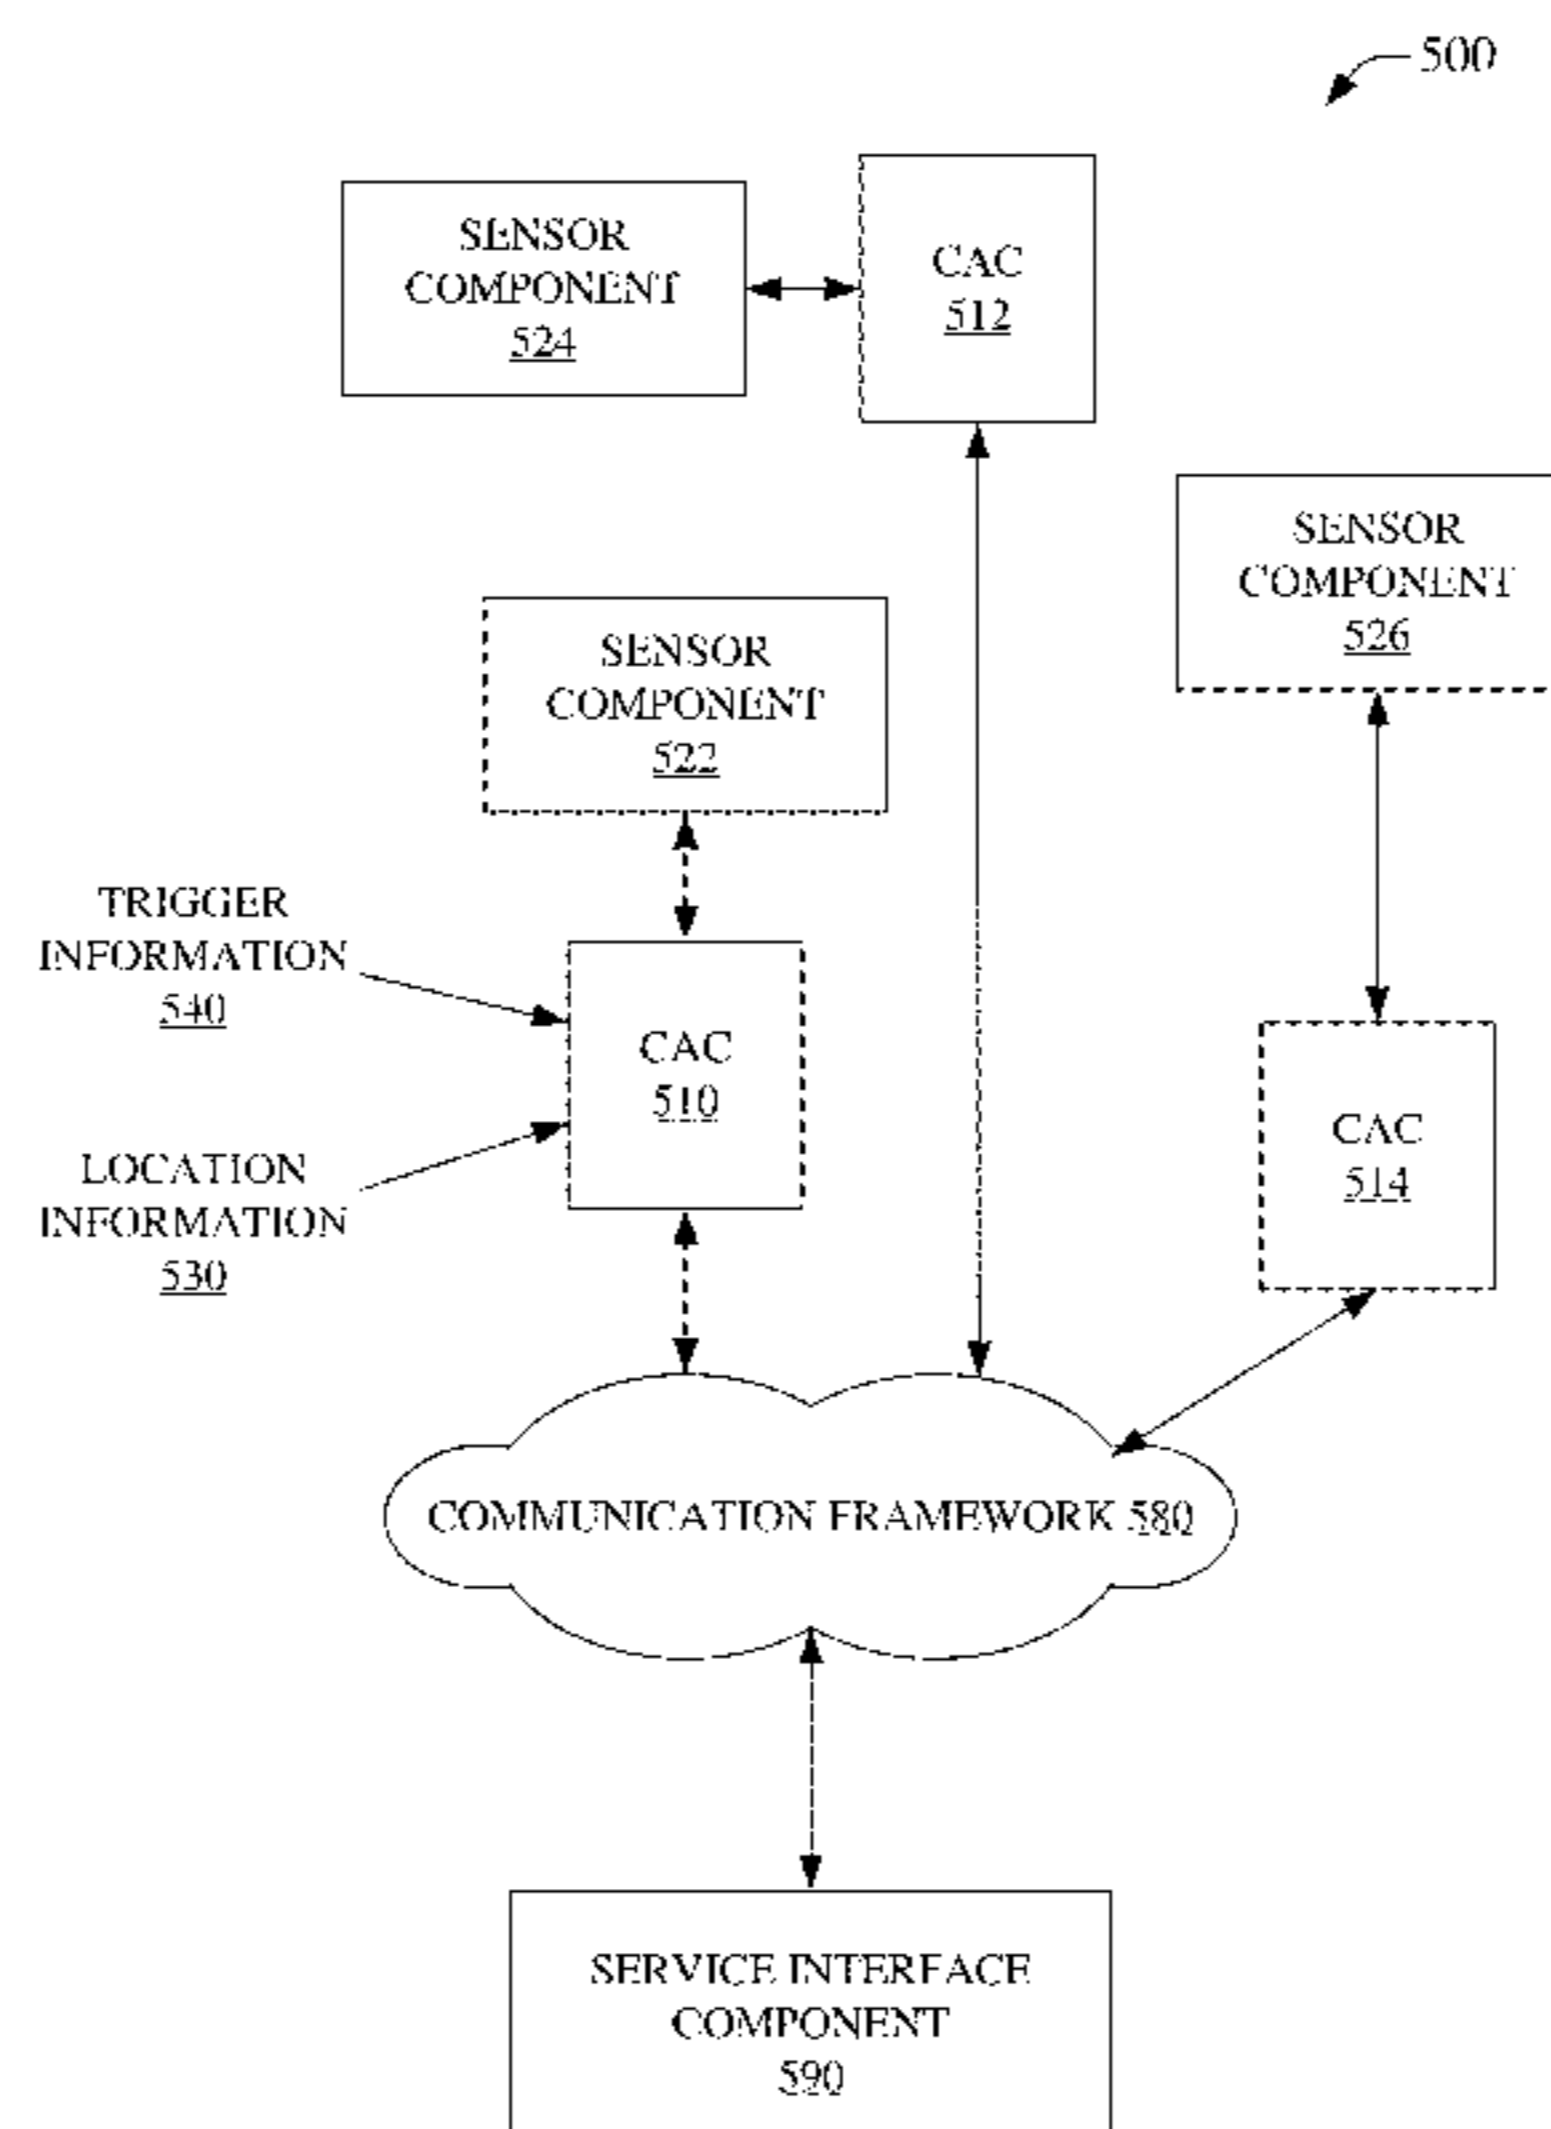 500
SENSOR
COMPONENT
524
CAC
512
SENSOR
COMPONENT
526
SENSOR
COMPONENT
522
TRIGGER
INFORMATION
540
CAC
510
LOCATION
INFORMATION
530
CAC
514
COMMUNICATION FRAMEWORK 580
SERVICE INTERFACE
COMPONENT
590